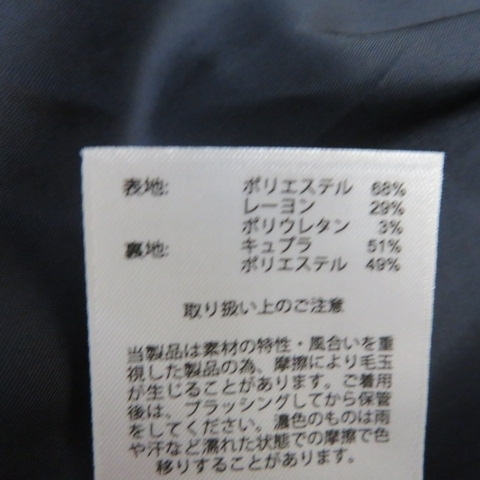 表地: ポリエステル 68%
レーヨン 29%
ポリウレタン 3%
裏地: キュプラ 51%
ポリエステル 49%
取り扱い上のご注意
当製品は素材の特性・風合いを重
視した製品の為、摩擦により毛玉
が生じることがあります。ご着用
後は、ブラッシングしてから保管
をしてください。濃色のものは雨
や汗など濡れた状態での摩擦で色
移りすることがあります。